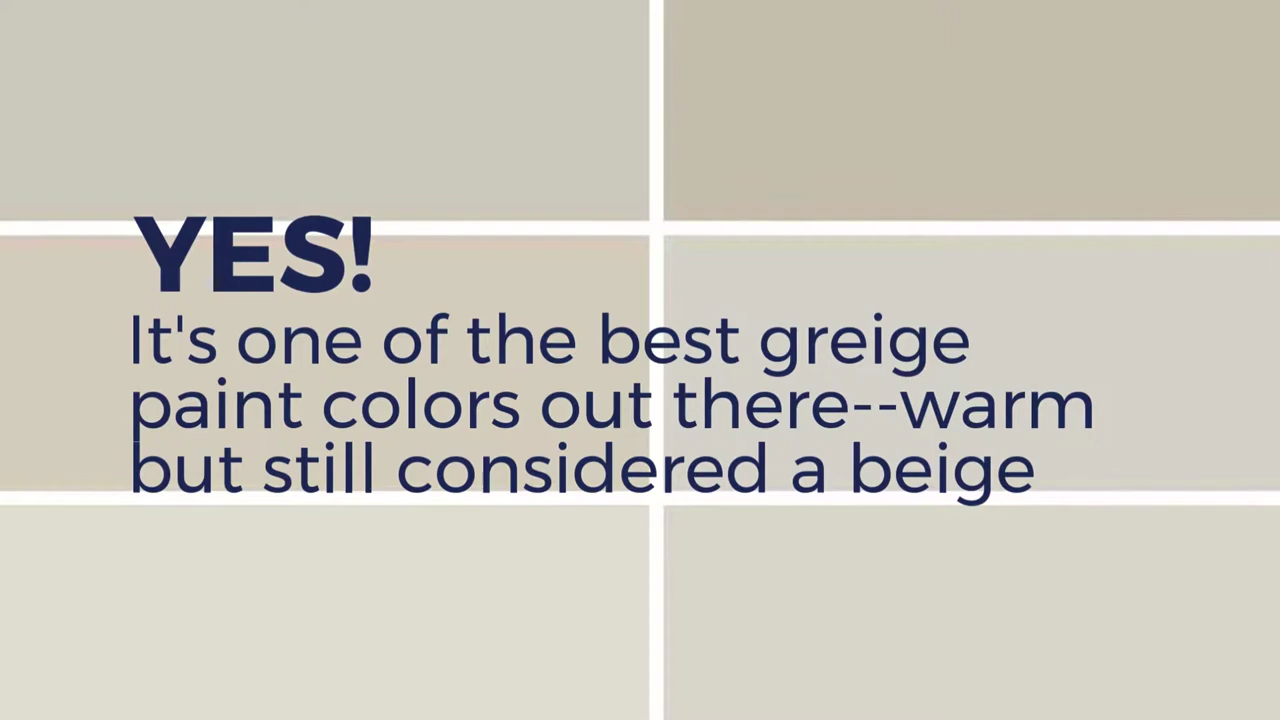 YES!
It's one of the best greige
paint colors out there--warm
but still considered a beige